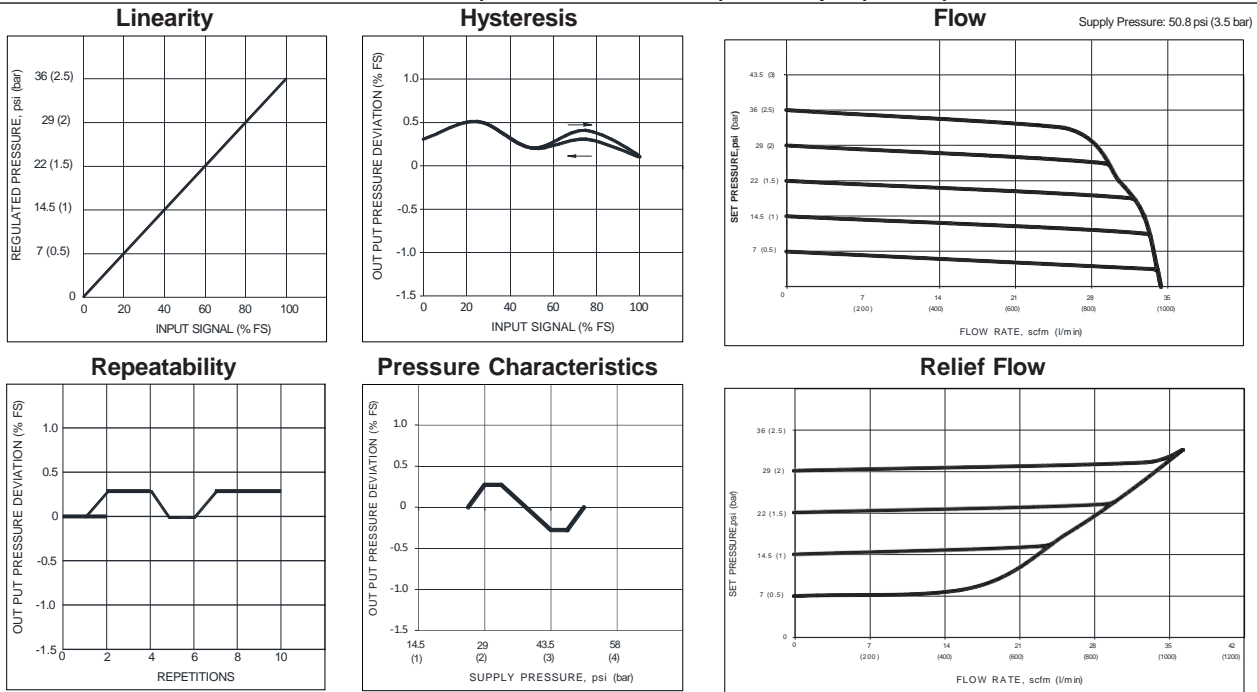 Linearity
REGULATED PRESSURE, psi (bar)
36 (2.5)
29 (2)
22 (1.5)
14.5 (1)
7 (0.5)
0
0 20 40 60 80 100
INPUT SIGNAL (% FS)
Hysteresis
OUT PUT PRESSURE DEVIATION (% FS)
1.0
0.5
0
-0.5
-1.0
-1.5
0 20 40 60 80 100
INPUT SIGNAL (% FS)
Flow
Supply Pressure: 50.8 psi (3.5 bar)
SET PRESSURE,psi (bar)
43.5 (3)
36 (2.5)
29 (2)
22 (1.5)
14.5 (1)
7 (0.5)
0 7 14 21 28 35
(200) (400) (600) (800) (1000)
FLOW RATE, scfm (l/min)
Repeatability
OUT PUT PRESSURE DEVIATION (% FS)
1.0
0.5
0
-0.5
-1.0
-1.5
0 2 4 6 8 10
REPETITIONS
Pressure Characteristics
OUT PUT PRESSURE DEVIATION (% FS)
1.0
0.5
0
-0.5
-1.0
-1.5
14.5 29 43.5 58
(1) (2) (3) (4)
SUPPLY PRESSURE, psi (bar)
Relief Flow
SET PRESSURE,psi (bar)
36 (2.5)
29 (2)
22 (1.5)
14.5 (1)
7 (0.5)
0
0 7 14 21 28 35 42
(200) (400) (600) (800) (1000) (1200)
FLOW RATE, scfm (l/min)